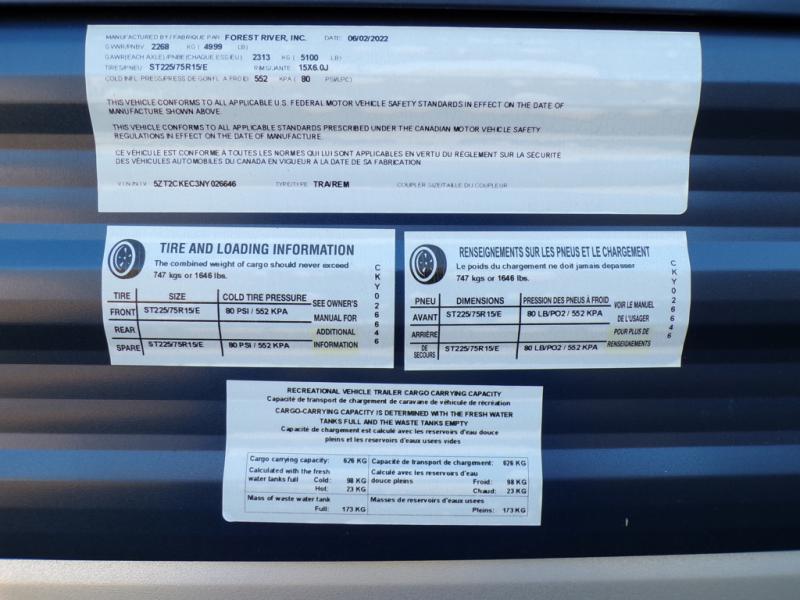 MANUFACTURED BY / FABRIQUE PAR FOREST RIVER, INC. DATE: 06/02/2022
GVWR/PNBV 2268 KG ( 4999 LB)
GAWR(EACH AXLE)/PNBE(CHAQUE ESSIEU) 2313 KG ( 5100 LB)
TIRES/PNEU ST225/75R15/E RIMS/JANTE 15X6.0J
COLD INFL. PRESS/PRESS DE GONFL. A FROID 552 KPA ( 80 PSI/LPC)
THIS VEHICLE CONFORMS TO ALL APPLICABLE U.S. FEDERAL MOTOR VEHICLE SAFETY STANDARDS IN EFFECT ON THE DATE OF
MANUFACTURE SHOWN ABOVE.
THIS VEHICLE CONFORMS TO ALL APPLICABLE STANDARDS PRESCRIBED UNDER THE CANADIAN MOTOR VEHICLE SAFETY
REGULATIONS IN EFFECT ON THE DATE OF MANUFACTURE.
CE VÉHICULE EST CONFORME À TOUTES LES NORMES QUI LUI SONT APPLICABLES EN VERTU DU RÈGLEMENT SUR LA SÉCURITÉ
DES VÉHICULES AUTOMOBILES DU CANADA EN VIGUEUR À LA DATE DE SA FABRICATION
V.I.N./N.I.V. 5ZT2CKEC3NY026646 TYPE/TYPE TRA/REM COUPLER SIZE/TAILLE DU COUPLEUR
TIRE AND LOADING INFORMATION
The combined weight of cargo should never exceed
747 kgs or 1646 lbs.
TIRE SIZE COLD TIRE PRESSURE SEE OWNER'S
FRONT ST225/75R15/E 80 PSI / 552 KPA MANUAL FOR
REAR ADDITIONAL
SPARE ST225/75R15/E 80 PSI / 552 KPA INFORMATION
CKY026646
RENSEIGNEMENTS SUR LES PNEUS ET LE CHARGEMENT
Le poids du chargement ne doit jamais depasser
747 kgs or 1646 lbs.
PNEU DIMENSIONS PRESSION DES PNEUS À FROID VOIR LE MANUEL
AVANT ST225/75R15/E 80 LB/PO2 / 552 KPA DE L'USAGER
ARRIÈRE POUR PLUS DE
DE SECOURS ST225/75R15/E 80 LB/PO2 / 552 KPA RENSEIGNEMENTS
CKY026646
RECREATIONAL VEHICLE TRAILER CARGO CARRYING CAPACITY
Capacité de transport de chargement de caravane de véhicule de récréation
CARGO-CARRYING CAPACITY IS DETERMINED WITH THE FRESH WATER
TANKS FULL AND THE WASTE TANKS EMPTY
Capacité de chargement est calculé avec les reservoirs d'eau douce
pleins et les reservoirs d'eaux usees vides
Cargo carrying capacity: 626 KG Capacité de transport de chargement: 626 KG
Calculated with the fresh Calculé avec les reservoirs d'eau
water tanks full Cold: 98 KG douce pleins Froid: 98 KG
Hot: 23 KG Chaud: 23 KG
Mass of waste water tank Masses de reservoirs d'eaux usees
Full: 173 KG Pleins: 173 KG